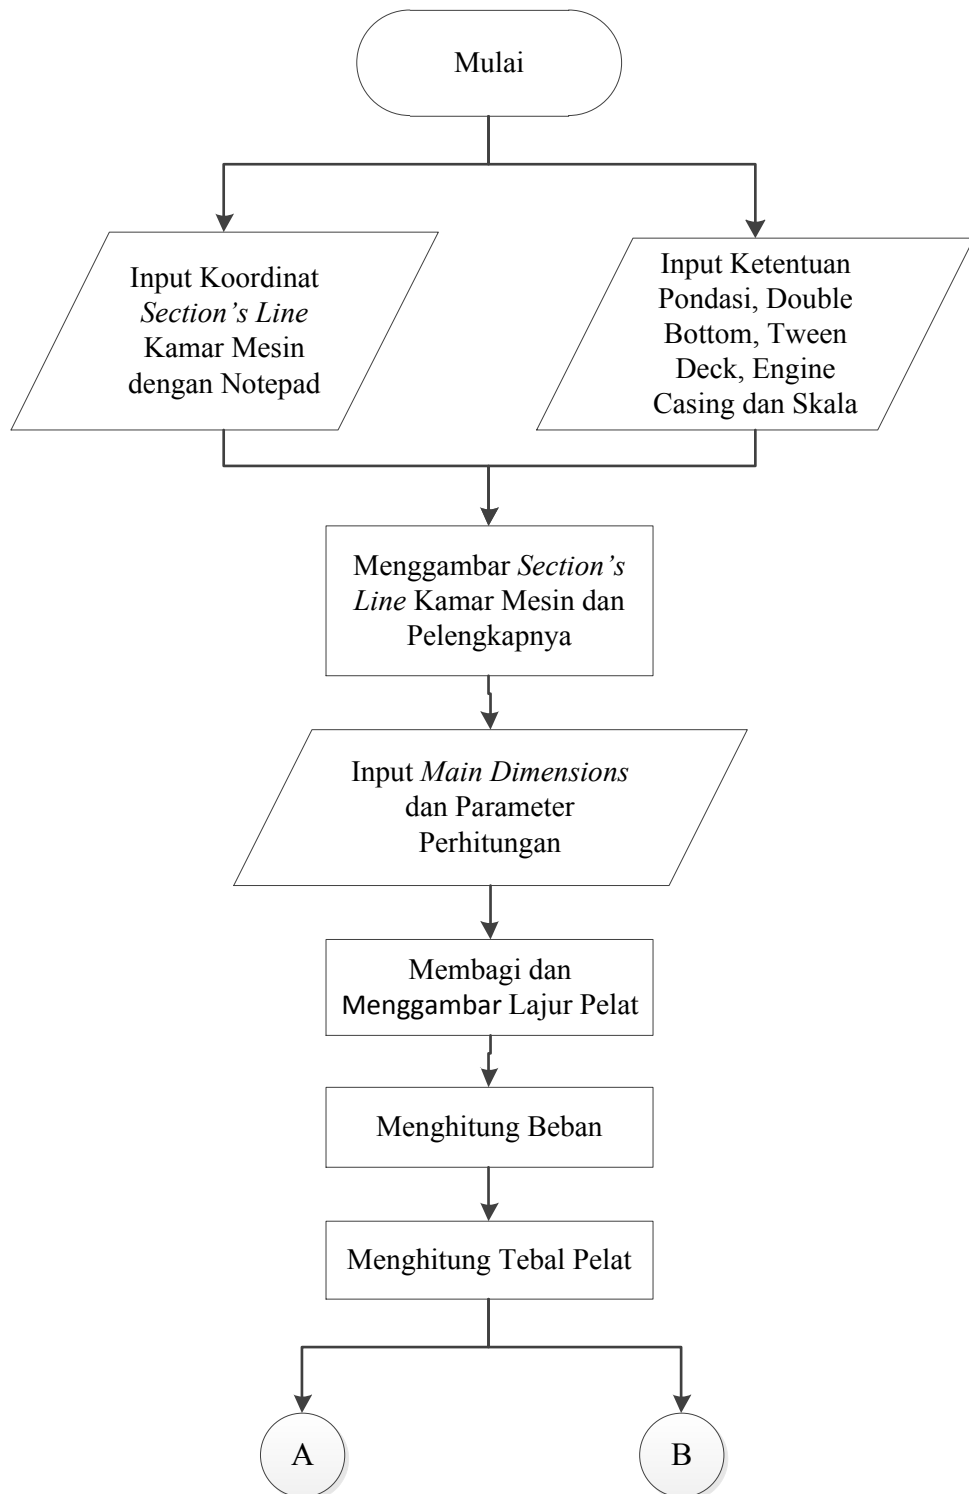 Mulai
Input Koordinat
Section’s Line
Kamar Mesin
dengan Notepad
Input Ketentuan
Pondasi, Double
Bottom, Tween
Deck, Engine
Casing dan Skala
Menggambar Section’s
Line Kamar Mesin dan
Pelengkapnya
Input Main Dimensions
dan Parameter
Perhitungan
Membagi dan
Menggambar Lajur Pelat
Menghitung Beban
Menghitung Tebal Pelat
A
B